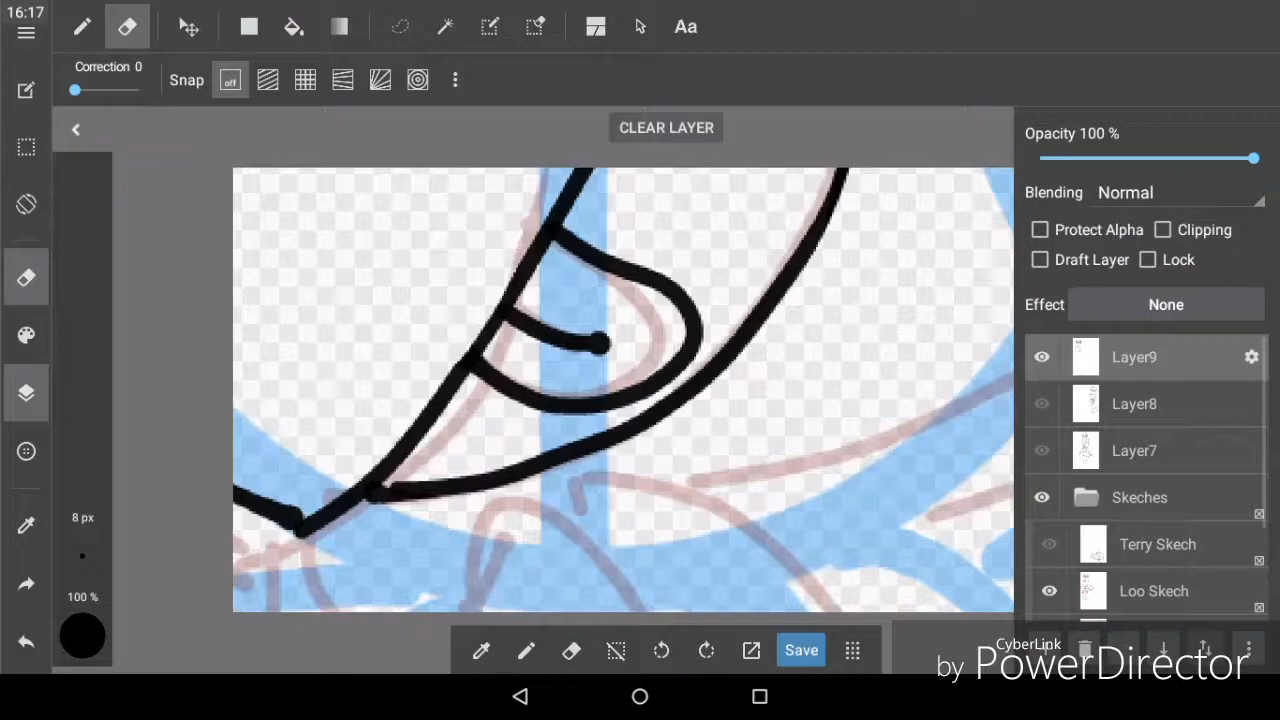 16:17
Aa
Correction 0
Snap
off
CLEAR LAYER
Opacity 100 %
Blending Normal
Protect Alpha Clipping
Draft Layer Lock
Effect None
Layer9
Layer8
Layer7
Skeches
Terry Skech
Loo Skech
8 px
100 %
Save
CyberLink
by PowerDirector